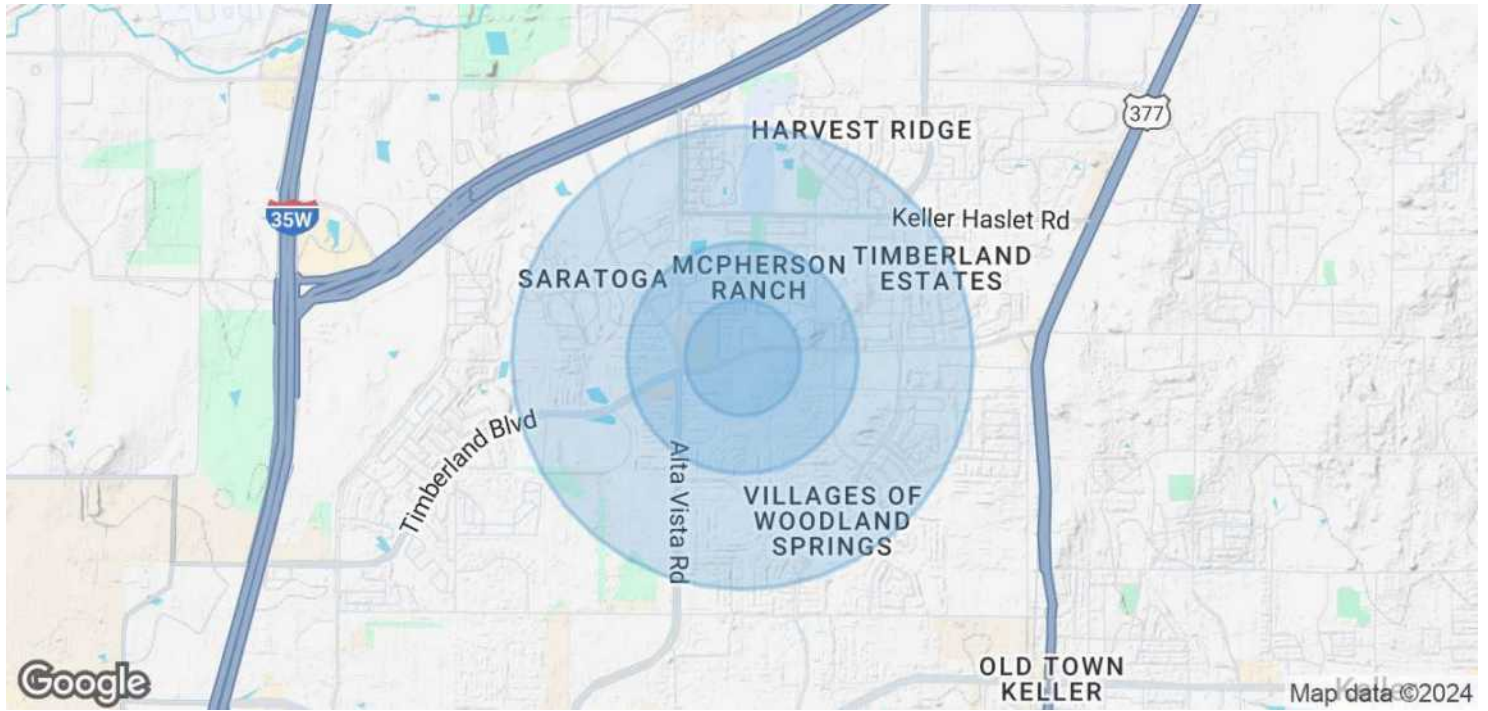 377
HARVEST RIDGE
35W
Keller Haslet Rd
SARATOGA
MCPHERSON
RANCH
TIMBERLAND
ESTATES
Timberland Blvd
Alta Vista Rd
VILLAGES OF
WOODLAND
SPRINGS
OLD TOWN
KELLER
Keller
Google
Map data ©2024